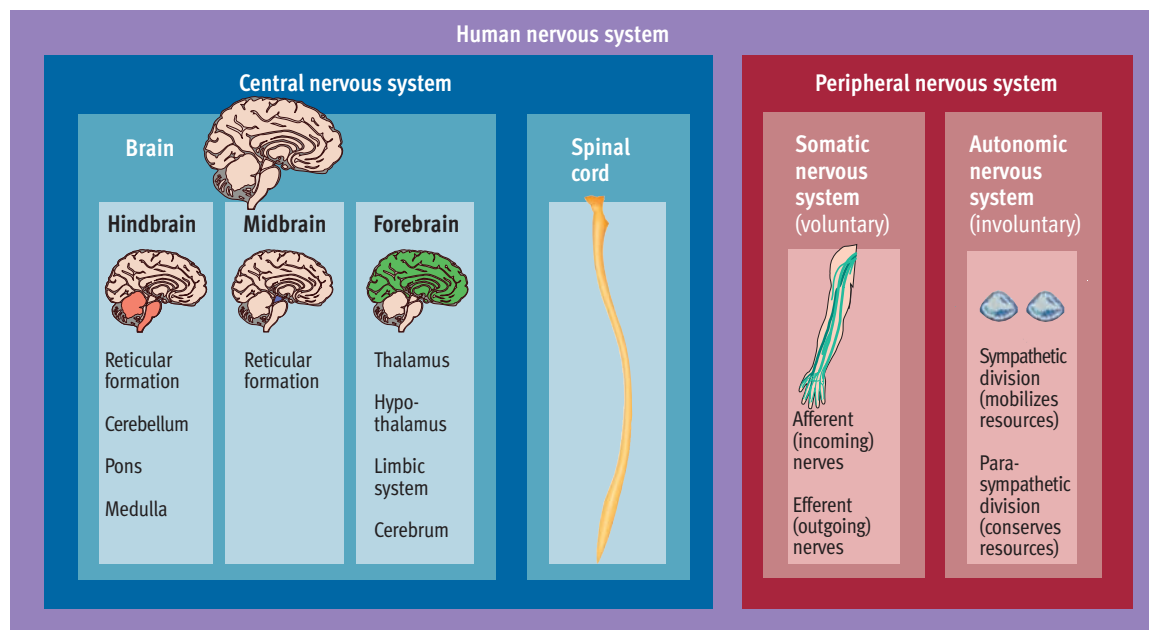 Human nervous system
Central nervous system
Brain
Hindbrain
Reticular
formation
Cerebellum
Pons
Medulla
Midbrain
Reticular
formation
Forebrain
Thalamus
Hypo-
thalamus
Limbic
system
Cerebrum
Spinal
cord
Peripheral nervous system
Somatic
nervous
system
(voluntary)
Afferent
(incoming)
nerves
Efferent
(outgoing)
nerves
Autonomic
nervous
system
(involuntary)
Sympathetic
division
(mobilizes
resources)
Para-
sympathetic
division
(conserves
resources)